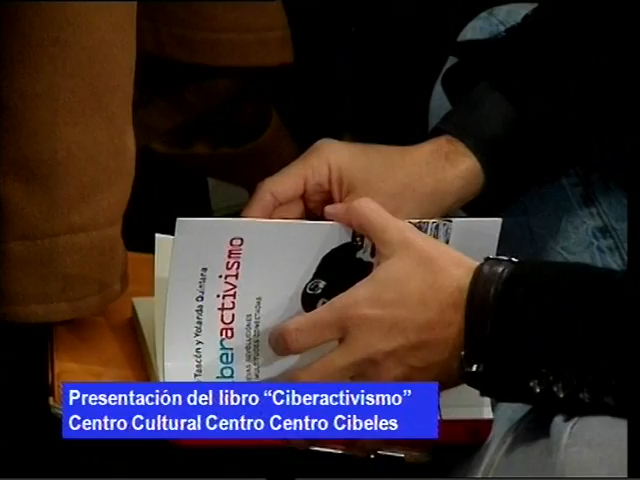 Tascón y Yolanda Quintana
beractivismo
Presentación del libro “Ciberactivismo”
Centro Cultural Centro Centro Cibeles